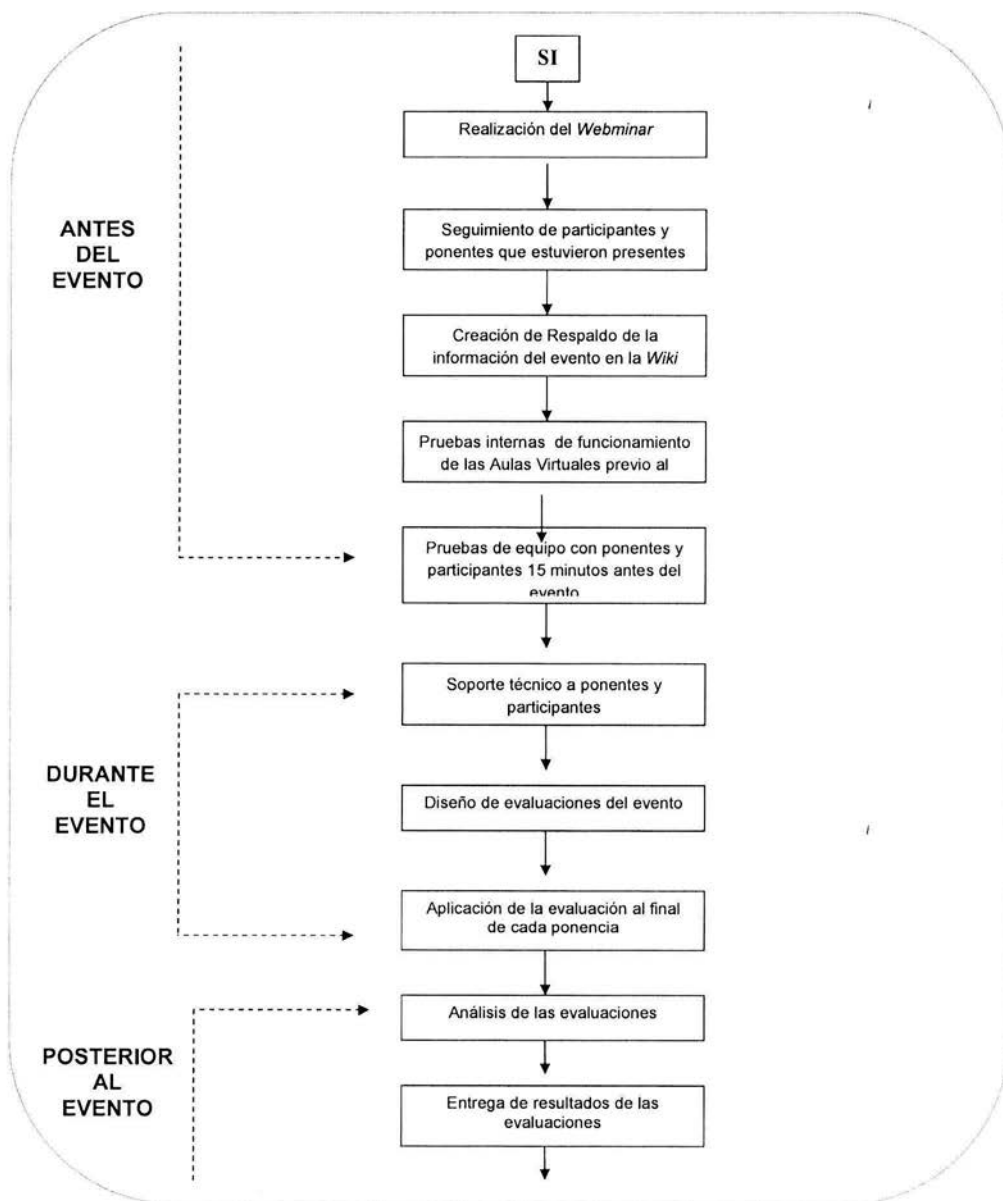 SI
Realización del Webminar
ANTES
DEL
EVENTO
Seguimiento de participantes y
ponentes que estuvieron presentes
Creación de Respaldo de la
información del evento en la Wiki
Pruebas internas de funcionamiento
de las Aulas Virtuales previo al
Pruebas de equipo con ponentes y
participantes 15 minutos antes del
evento
DURANTE
EL
EVENTO
Soporte técnico a ponentes y
participantes
Diseño de evaluaciones del evento
Aplicación de la evaluación al final
de cada ponencia
POSTERIOR
AL
EVENTO
Análisis de las evaluaciones
Entrega de resultados de las
evaluaciones